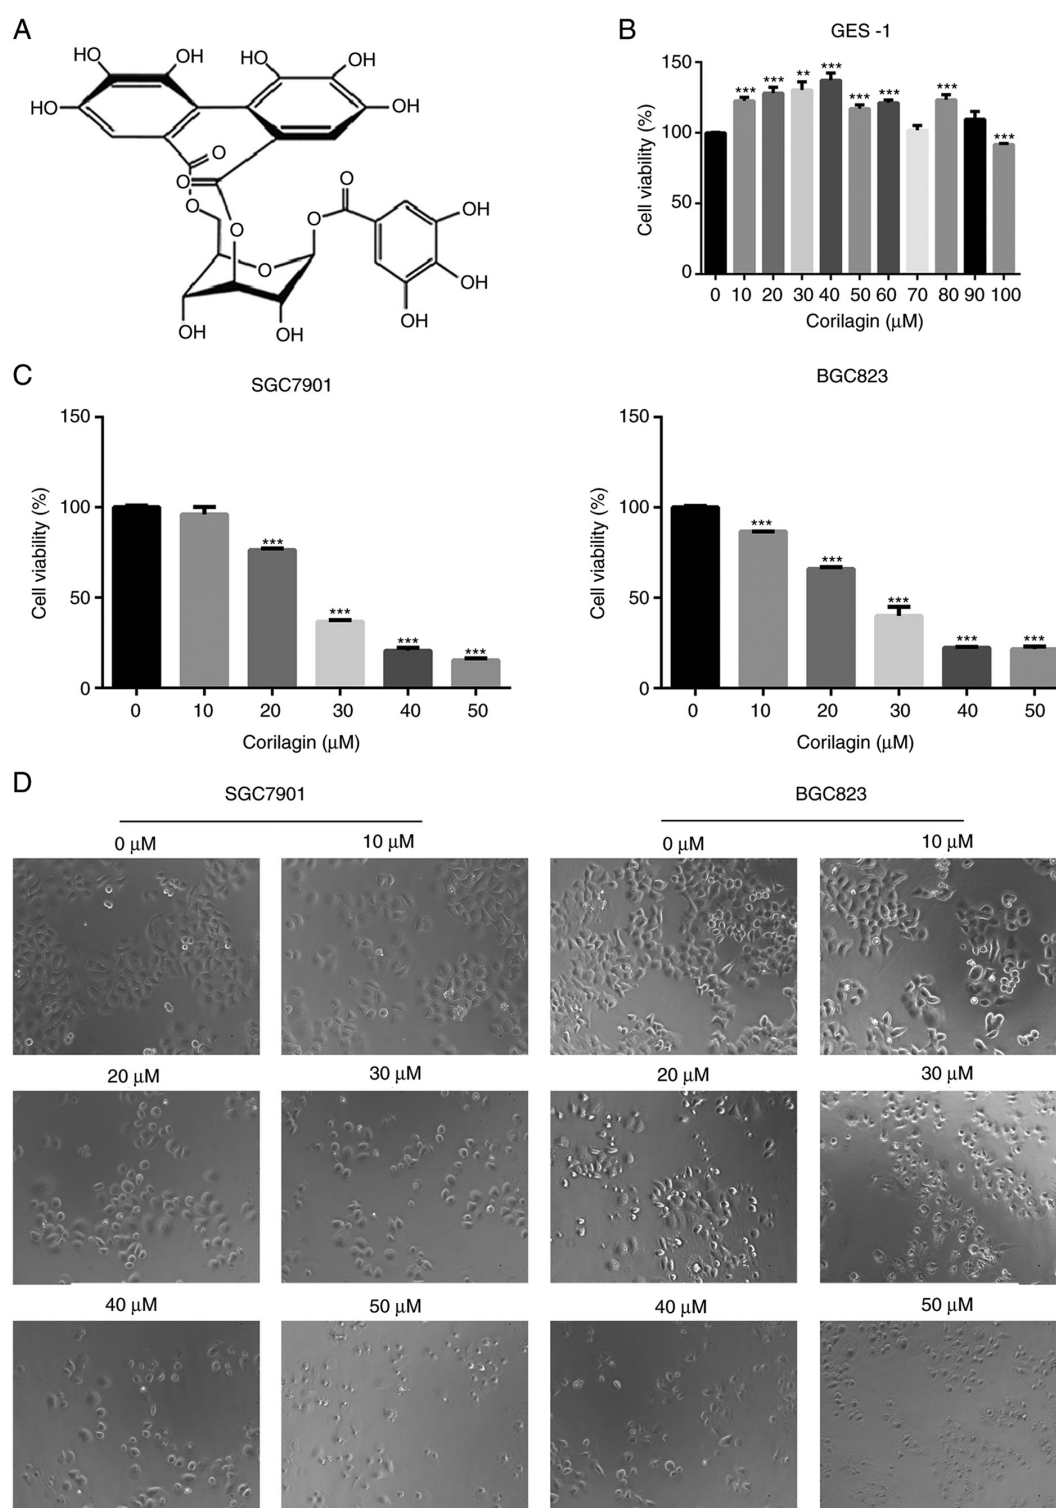 A
HO
OH
OH
OH
HO
HO
OH
O
O
O
O
OH
O
O
O
OH
OH
OH
OH
B
GES -1
Cell viability (%)
150
100
50
0
***
***
**
***
***
***
***
***
0 10 20 30 40 50 60 70 80 90 100
Corilagin (μM)
C
SGC7901
Cell viability (%)
150
100
50
0
***
***
***
***
0 10 20 30 40 50
Corilagin (μM)
BGC823
Cell viability (%)
150
100
50
0
***
***
***
***
***
0 10 20 30 40 50
Corilagin (μM)
D
SGC7901 BGC823
0 μM 10 μM 0 μM 10 μM
20 μM 30 μM 20 μM 30 μM
40 μM 50 μM 40 μM 50 μM